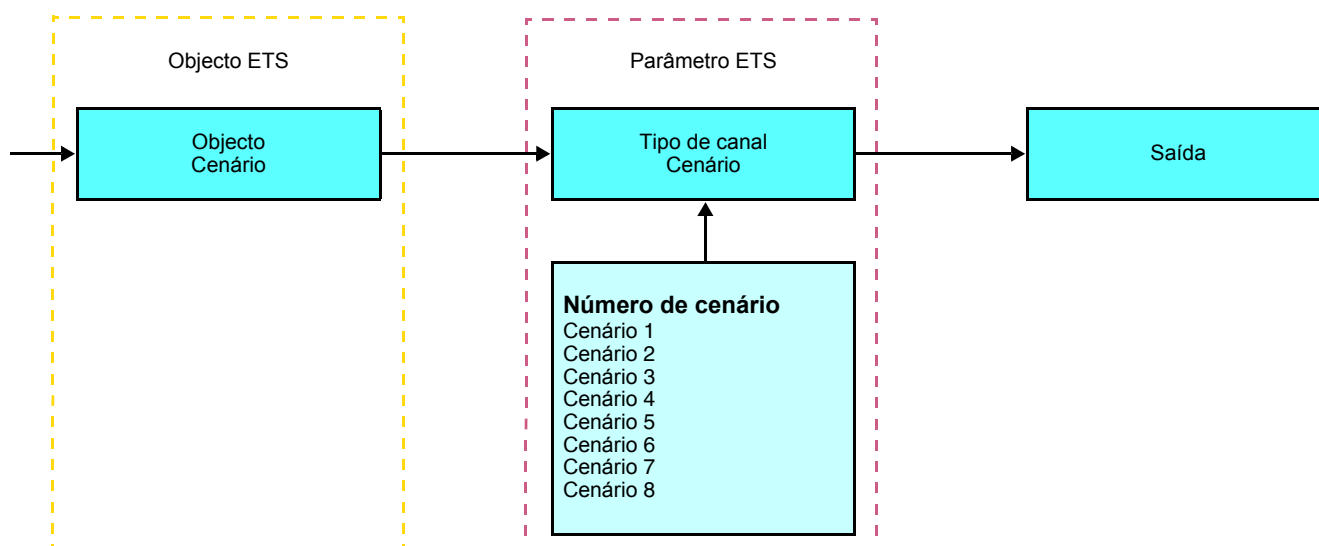 Objecto ETS
Parâmetro ETS
Objecto
Cenário
Tipo de canal
Cenário
Saída
Número de cenário
Cenário 1
Cenário 2
Cenário 3
Cenário 4
Cenário 5
Cenário 6
Cenário 7
Cenário 8